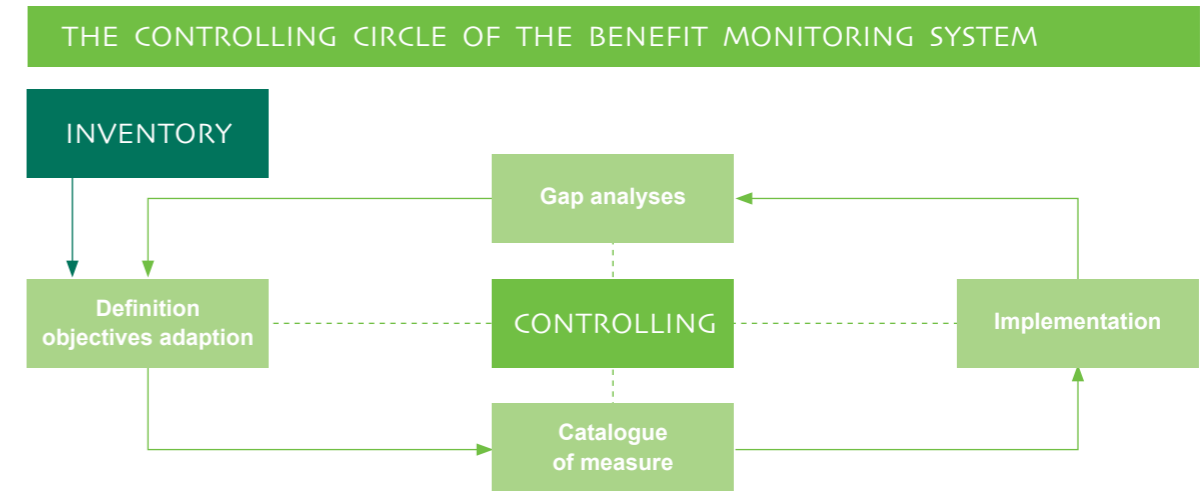 THE CONTROLLING CIRCLE OF THE BENEFIT MONITORING SYSTEM
INVENTORY
Gap analyses
Definition
objectives adaption
CONTROLLING
Implementation
Catalogue
of measure